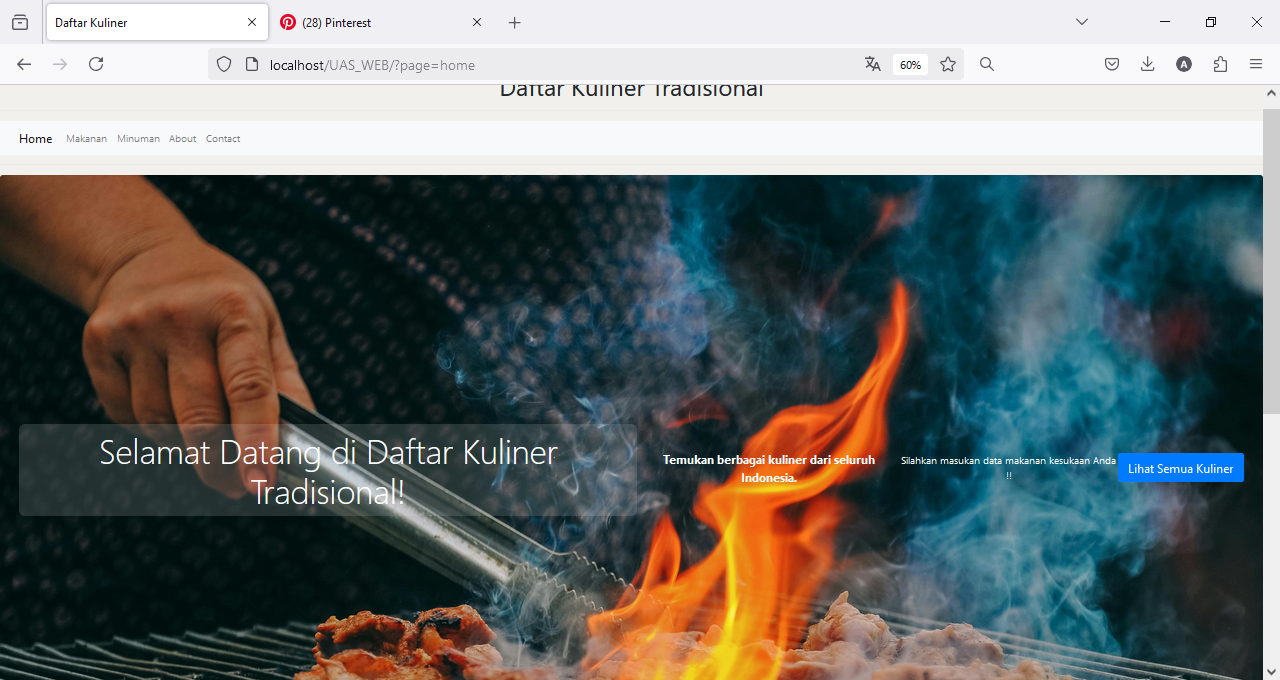 Daftar Kuliner
(28) Pinterest
localhost/UAS_WEB/?page=home
60%
A
Daftar Kuliner Tradisional
Home Makanan Minuman About Contact
Selamat Datang di Daftar Kuliner
Tradisional!
Temukan berbagai kuliner dari seluruh
Indonesia.
Silahkan masukan data makanan kesukaan Anda
!!
Lihat Semua Kuliner